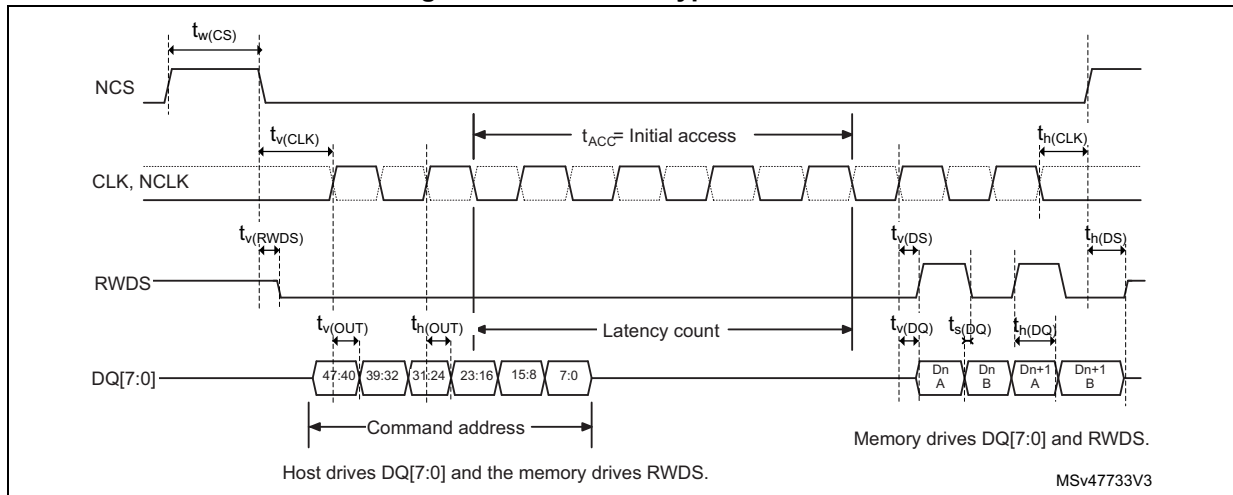 tw(CS)
NCS
tv(CLK)
tACC= Initial access
th(CLK)
CLK, NCLK
tv(RWDS)
tv(DS)
th(DS)
RWDS
tv(OUT)
th(OUT)
Latency count
tv(DQ)
ts(DQ)
th(DQ)
DQ[7:0]
47:40 39:32 31:24 23:16 15:8 7:0
Dn A
Dn B
Dn+1 A
Dn+1 B
Command address
Memory drives DQ[7:0] and RWDS.
Host drives DQ[7:0] and the memory drives RWDS.
MSv47733V3